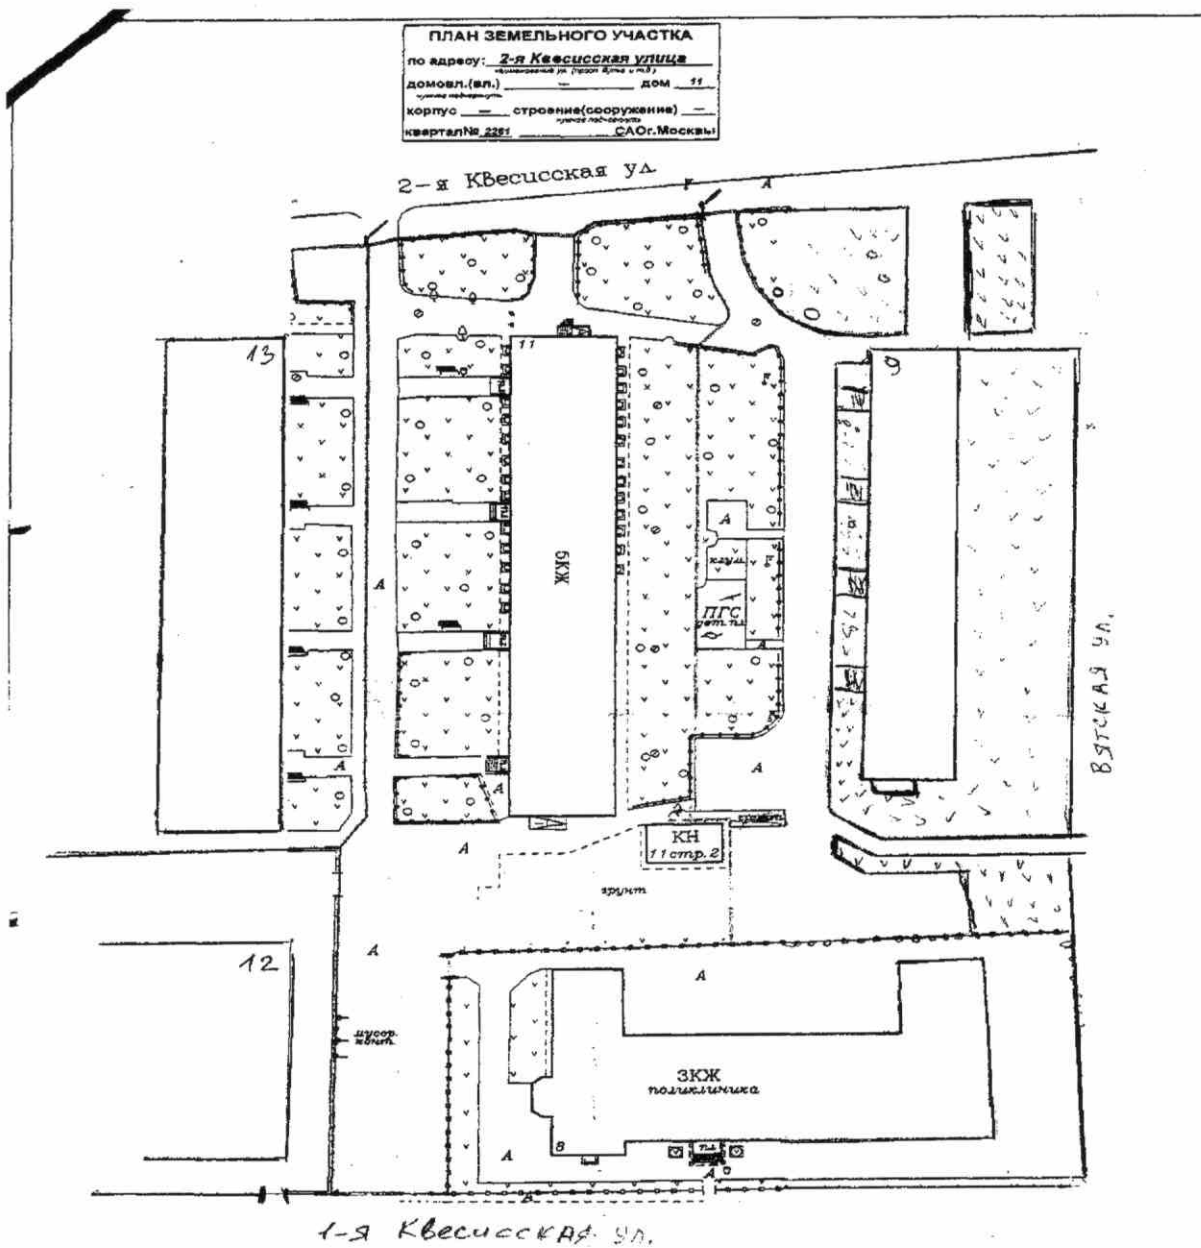 ПЛАН ЗЕМЕЛЬНОГО УЧАСТКА
по адресу: 2-я Квесисская улица
домовл.(вл.) — дом 11
корпус — строение(сооружение) —
квартал№ 2261 САОг.Москвы
2-я Квесисская ул.
А
13
11
9
А
5КЖ
А
ПГС
дет. пл.
А
ВЯТСКАЯ УЛ.
А
А
А
КН
11 стр. 2
А
грунт
12
А
А
мусор.
конт.
3КЖ
поликлиника
8
А
пл
А
А
1-я Квесисская ул.